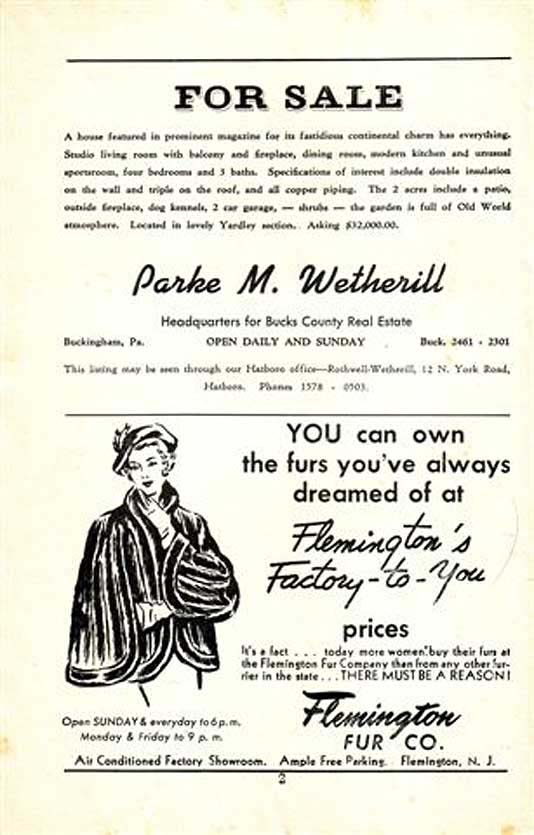 FOR SALE
A house featured in prominent magazine for its fastidious continental charm has everything.
Studio living room with balcony and fireplace, dining room, modern kitchen and unusual
sportsroom, four bedrooms and 3 baths. Specifications of interest include double insulation
on the wall and triple on the roof, and all copper piping. The 2 acres include a patio,
outside fireplace, dog kennels, 2 car garage, — shrubs — the garden is full of Old World
atmosphere. Located in lovely Yardley section. Asking $32,000.00.
Parke M. Wetherill
Headquarters for Bucks County Real Estate
Buckingham, Pa. OPEN DAILY AND SUNDAY Buck. 2461 - 2301
This listing may be seen through our Hatboro office—Rothwell-Wetherill, 12 N. York Road,
Hatboro. Phones 1578 - 0503.
YOU can own
the furs you've always
dreamed of at
Flemington's
Factory-to-You
prices
It's a fact . . . today more women buy their furs at
the Flemington Fur Company than from any other fur-
rier in the state . . . THERE MUST BE A REASON!
Open SUNDAY & everyday to 6 p. m.
Monday & Friday to 9 p. m.
Flemington
FUR CO.
Air Conditioned Factory Showroom. Ample Free Parking. Flemington, N. J.
2